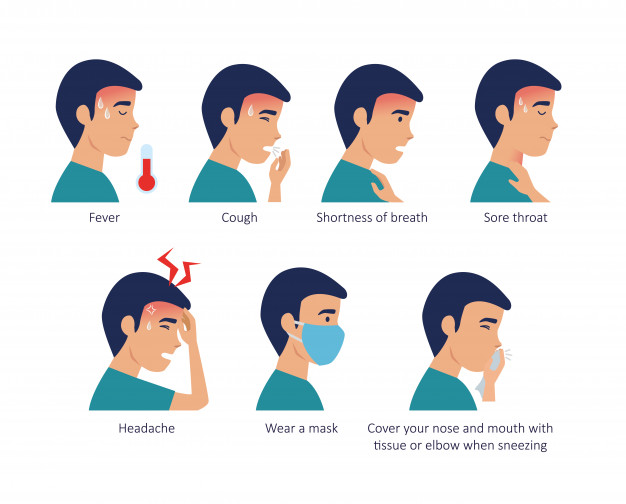 Fever
Cough
Shortness of breath
Sore throat
Headache
Wear a mask
Cover your nose and mouth with
tissue or elbow when sneezing